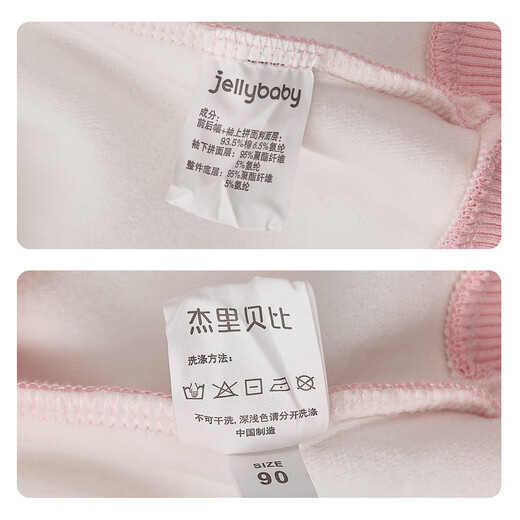 jellybaby
成分：
前后幅+袖上拼面斜面层：
93.5%棉 6.5%氨纶
袖下拼面层：95%聚酯纤维
5%氨纶
整件底层：95%聚酯纤维
5%氨纶
杰里贝比
洗涤方法：
不可干洗，深浅色请分开洗涤
中国制造
SIZE
90